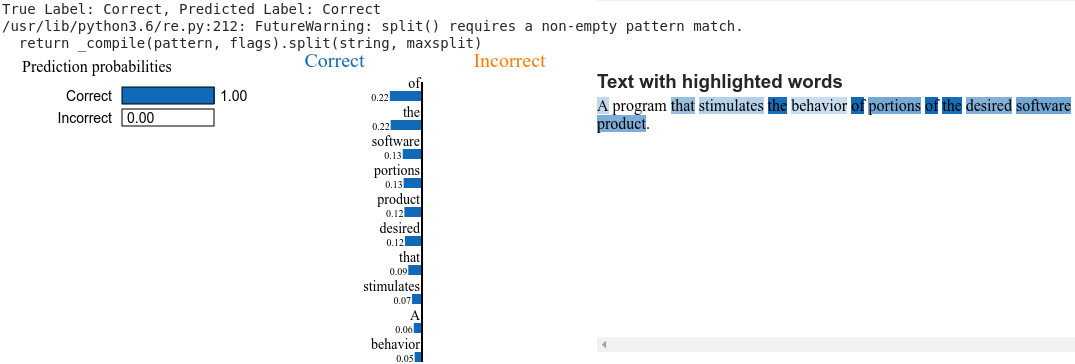 True Label: Correct, Predicted Label: Correct
/usr/lib/python3.6/re.py:212: FutureWarning: split() requires a non-empty pattern match.
return _compile(pattern, flags).split(string, maxsplit)
Prediction probabilities
Correct 1.00
Incorrect 0.00
Correct Incorrect
of
0.22
the
0.22
software
0.13
portions
0.13
product
0.12
desired
0.12
that
0.09
stimulates
0.07
A
0.06
behavior
0.05
Text with highlighted words
A program that stimulates the behavior of portions of the desired software
product.